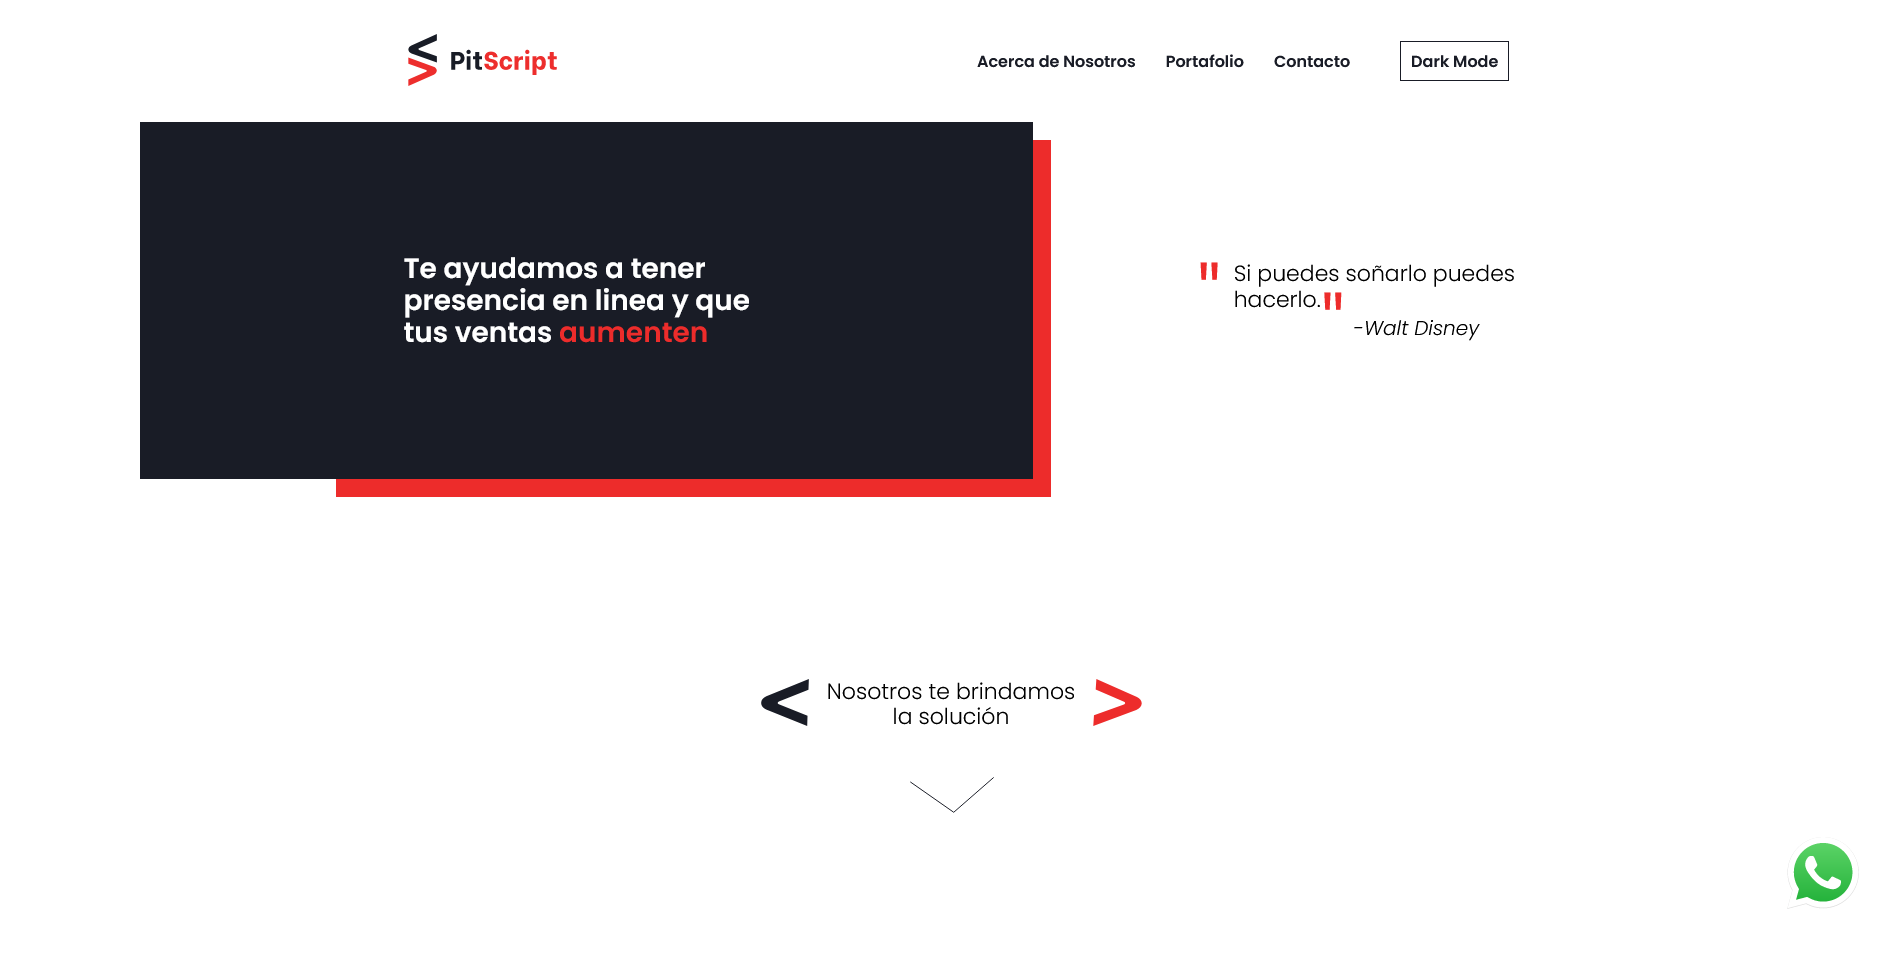 PitScript
Acerca de Nosotros Portafolio Contacto Dark Mode
Te ayudamos a tener
presencia en linea y que
tus ventas aumenten
" Si puedes soñarlo puedes
hacerlo."
-Walt Disney
< Nosotros te brindamos >
la solución